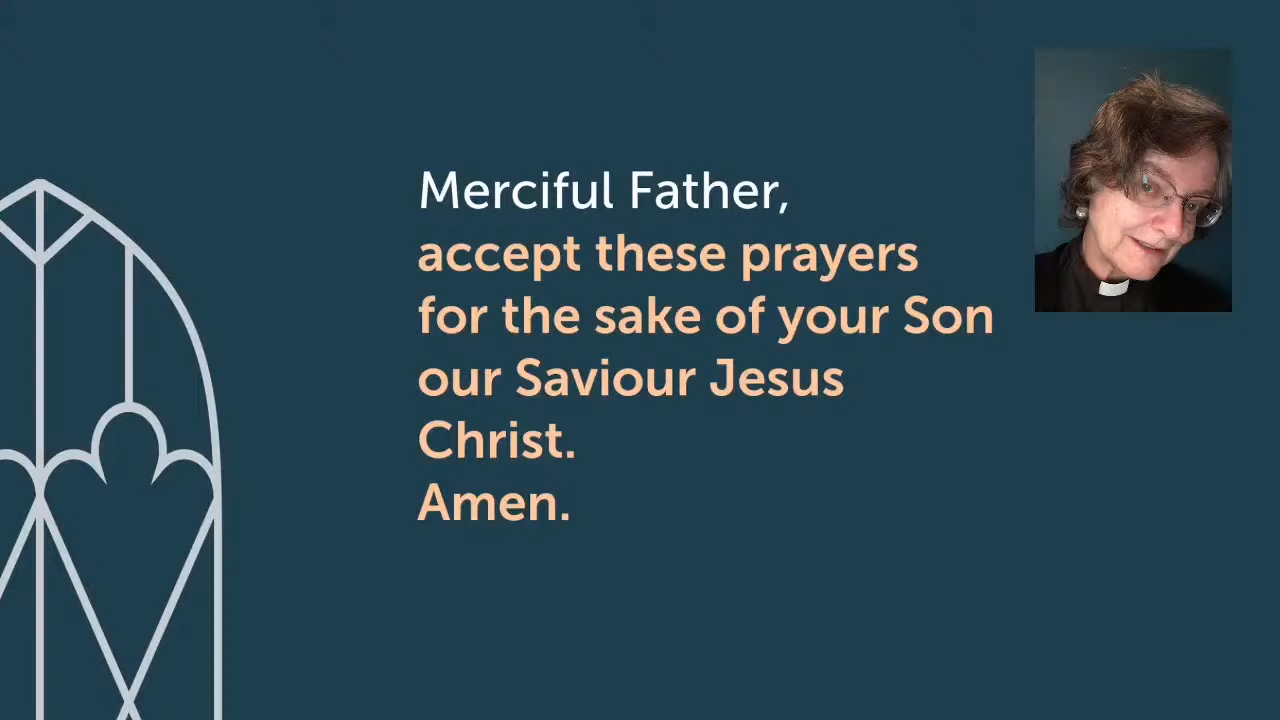 Merciful Father,
accept these prayers
for the sake of your Son
our Saviour Jesus
Christ.
Amen.